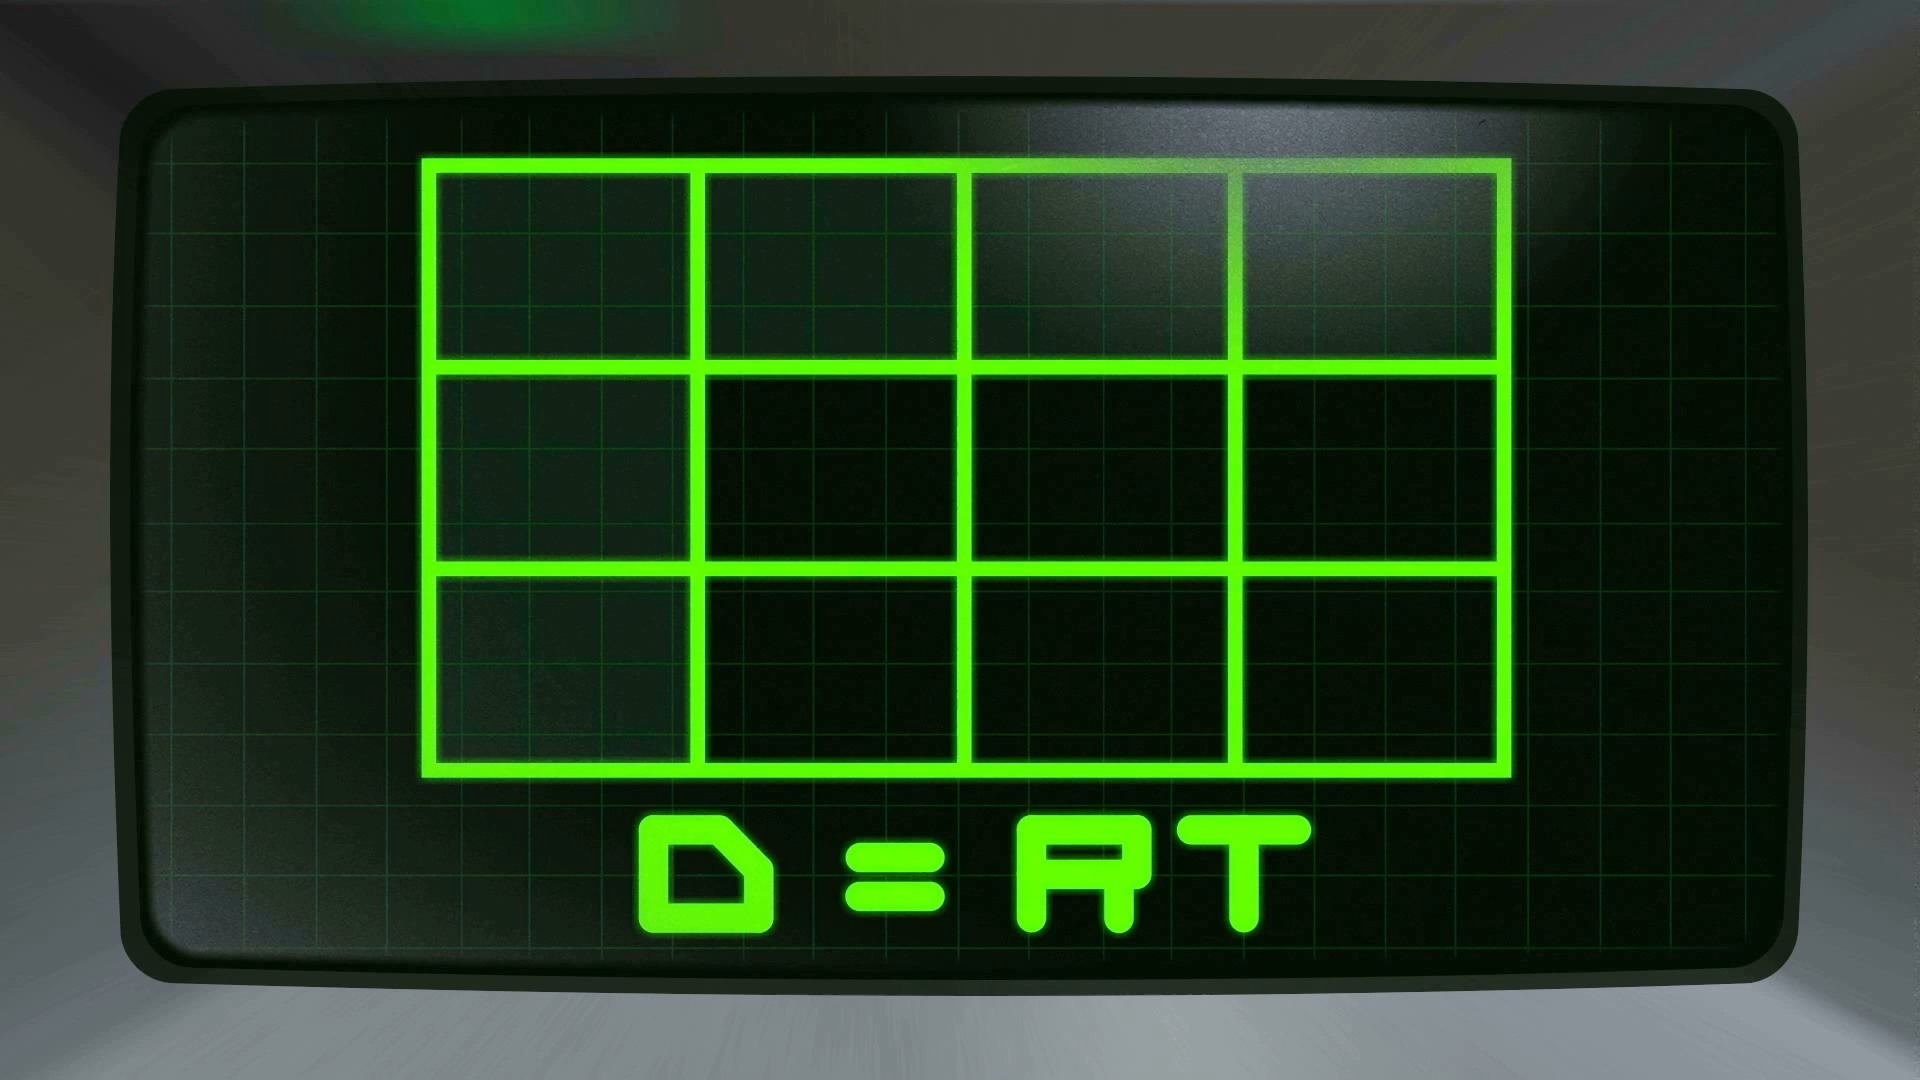 D = RT